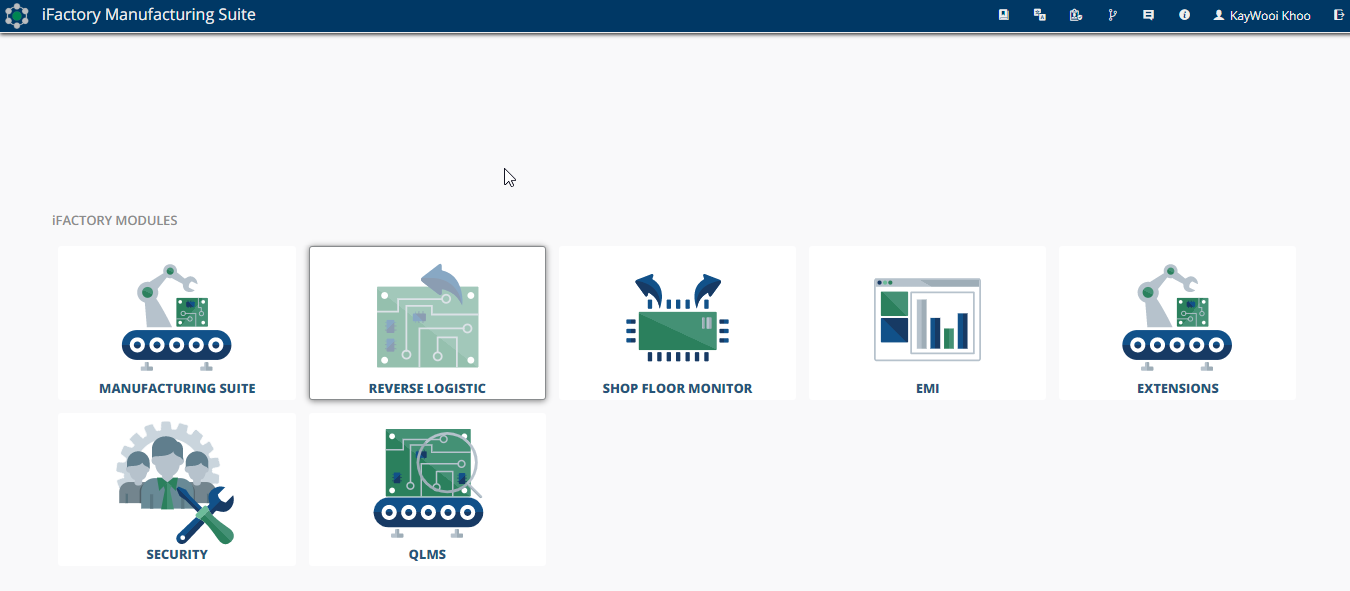 iFactory Manufacturing Suite
KayWooi Khoo
iFACTORY MODULES
MANUFACTURING SUITE
REVERSE LOGISTIC
SHOP FLOOR MONITOR
EMI
EXTENSIONS
SECURITY
QLMS